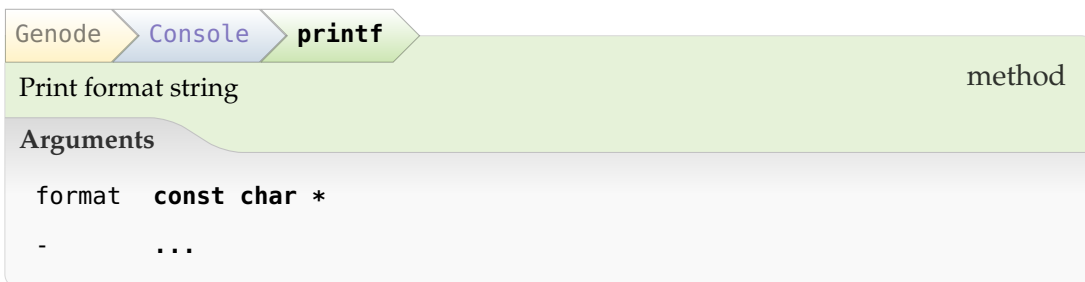 Genode Console printf
Print format string method
Arguments
format const char *
- ...